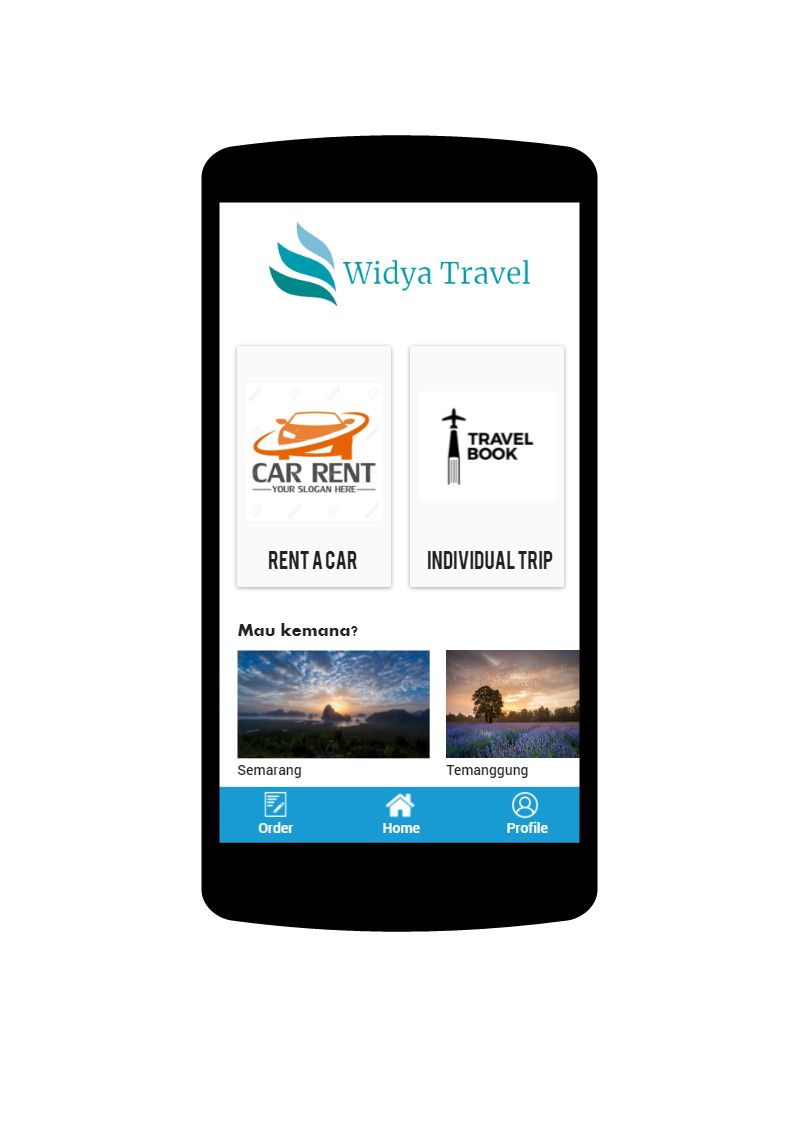 Widya Travel
CAR RENT
YOUR SLOGAN HERE
TRAVEL
BOOK
RENT A CAR
INDIVIDUAL TRIP
Mau kemana?
Semarang
Temanggung
Order
Home
Profile